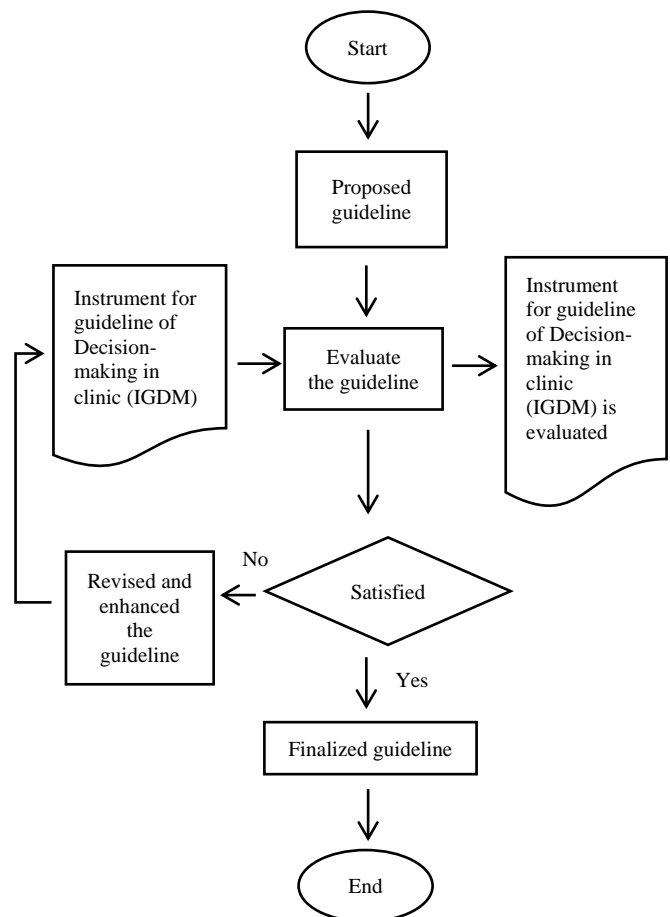 Start
Proposed
guideline
Instrument for
guideline of
Decision-
making in
clinic (IGDM)
Evaluate
the guideline
Instrument
for guideline
of Decision-
making in
clinic
(IGDM) is
evaluated
No
Revised and
enhanced
the
guideline
Satisfied
Yes
Finalized guideline
End